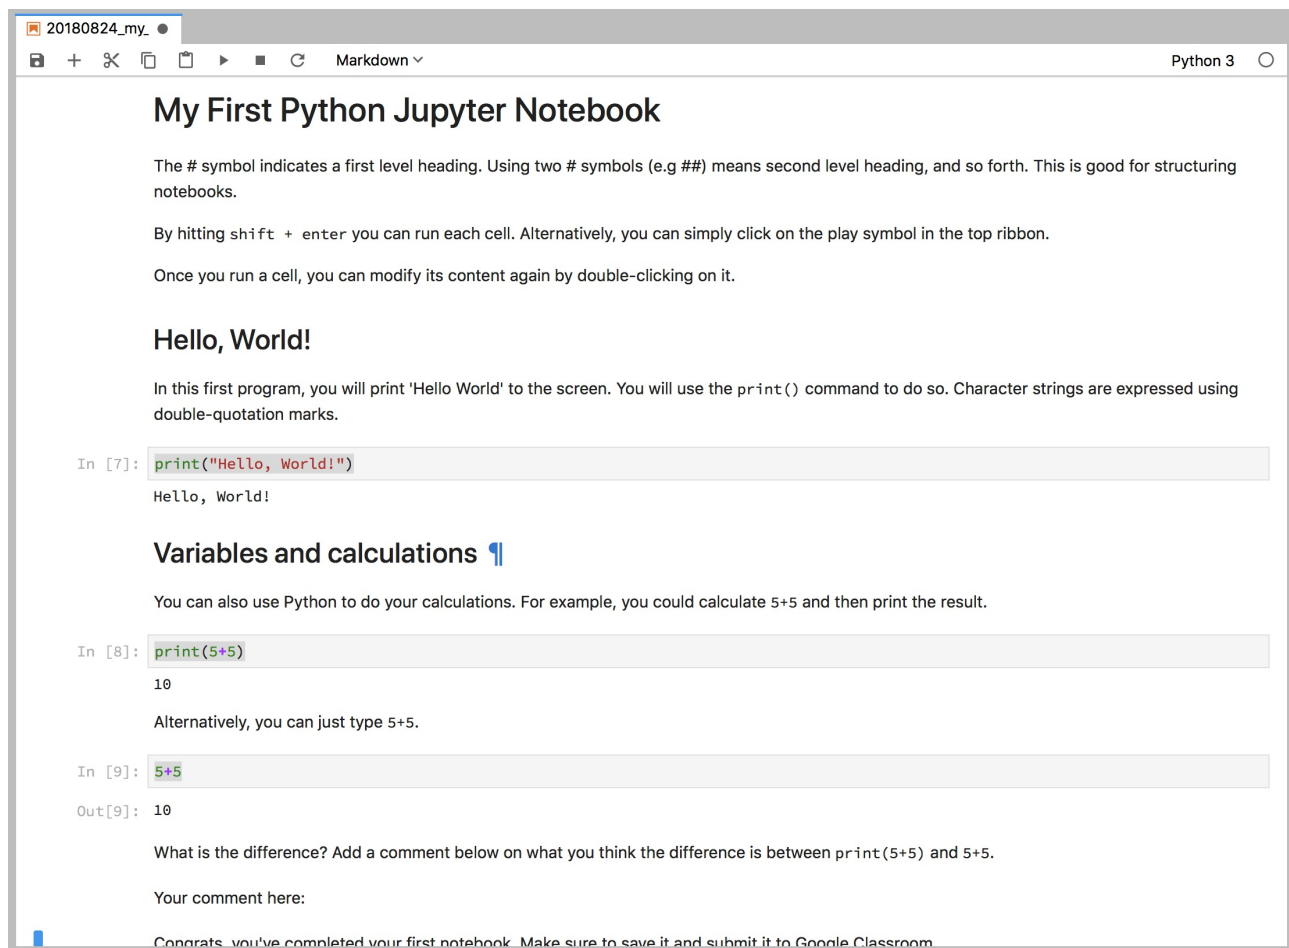 20180824_my_
Markdown
Python 3
My First Python Jupyter Notebook
The # symbol indicates a first level heading. Using two # symbols (e.g ##) means second level heading, and so forth. This is good for structuring
notebooks.
By hitting shift + enter you can run each cell. Alternatively, you can simply click on the play symbol in the top ribbon.
Once you run a cell, you can modify its content again by double-clicking on it.
Hello, World!
In this first program, you will print 'Hello World' to the screen. You will use the print() command to do so. Character strings are expressed using
double-quotation marks.
In [7]: print("Hello, World!")
Hello, World!
Variables and calculations ¶
You can also use Python to do your calculations. For example, you could calculate 5+5 and then print the result.
In [8]: print(5+5)
10
Alternatively, you can just type 5+5.
In [9]: 5+5
Out[9]: 10
What is the difference? Add a comment below on what you think the difference is between print(5+5) and 5+5.
Your comment here:
Congrats, you've completed your first notebook. Make sure to save it and submit it to Google Classroom